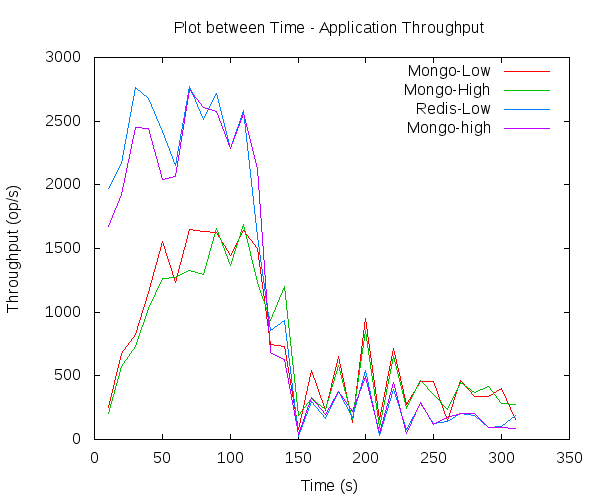 Plot between Time - Application Throughput
3000
2500
2000
1500
1000
500
0
Throughput (op/s)
Mongo-Low
Mongo-High
Redis-Low
Mongo-high
0 50 100 150 200 250 300 350
Time (s)